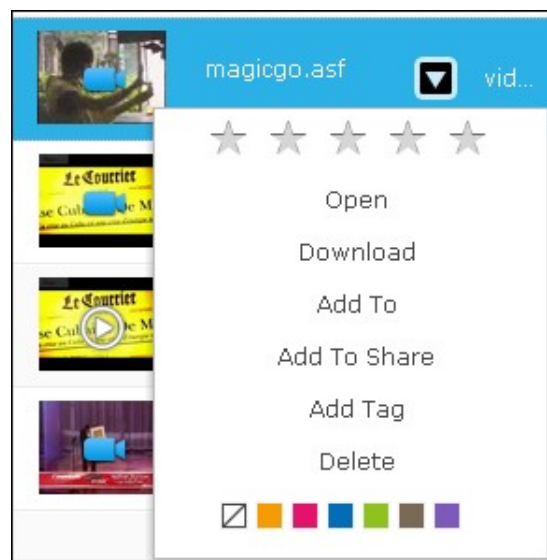 magicgo.asf
vid...
Open
Download
Add To
Add To Share
Add Tag
Delete
Le Courrier
Le Courrier